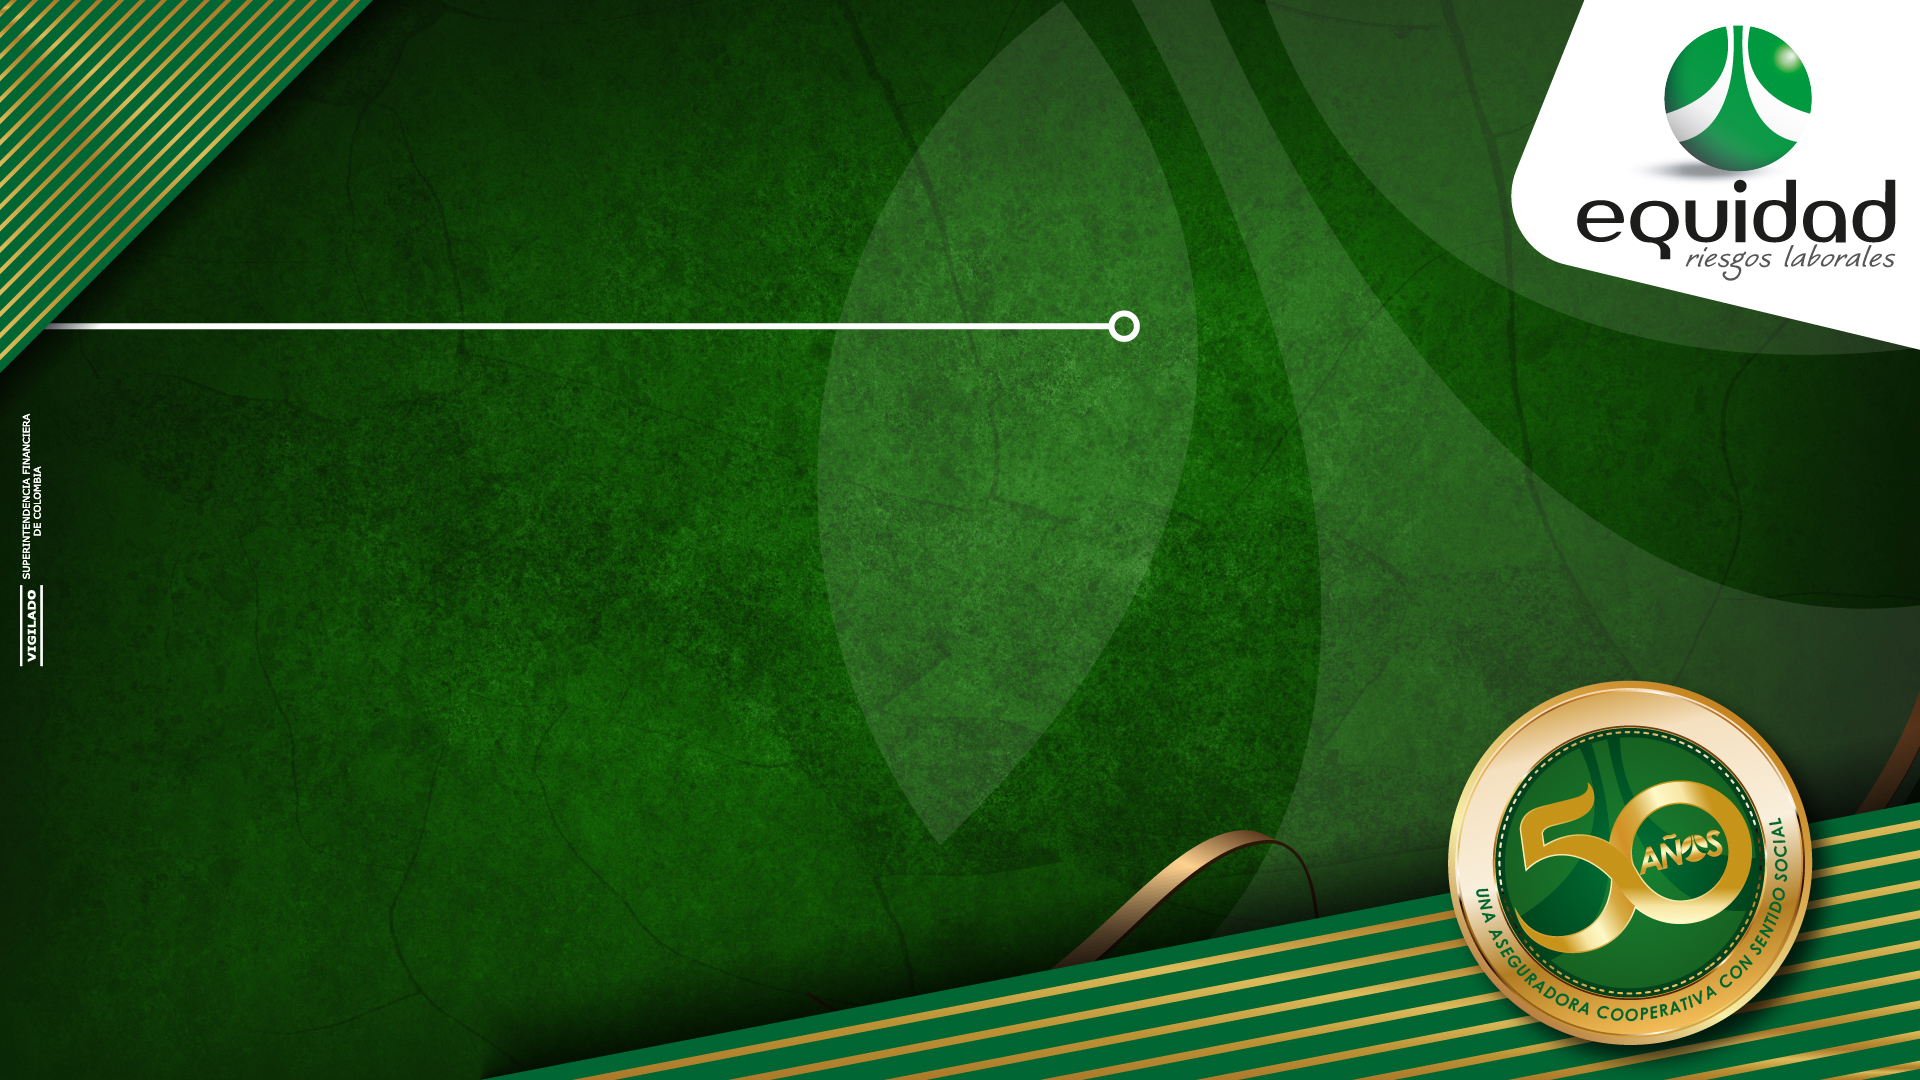 equidad
riesgos laborales
VIGILADO
SUPERINTENDENCIA FINANCIERA
DE COLOMBIA
50
AÑOS
UNA ASEGURADORA COOPERATIVA CON SENTIDO SOCIAL